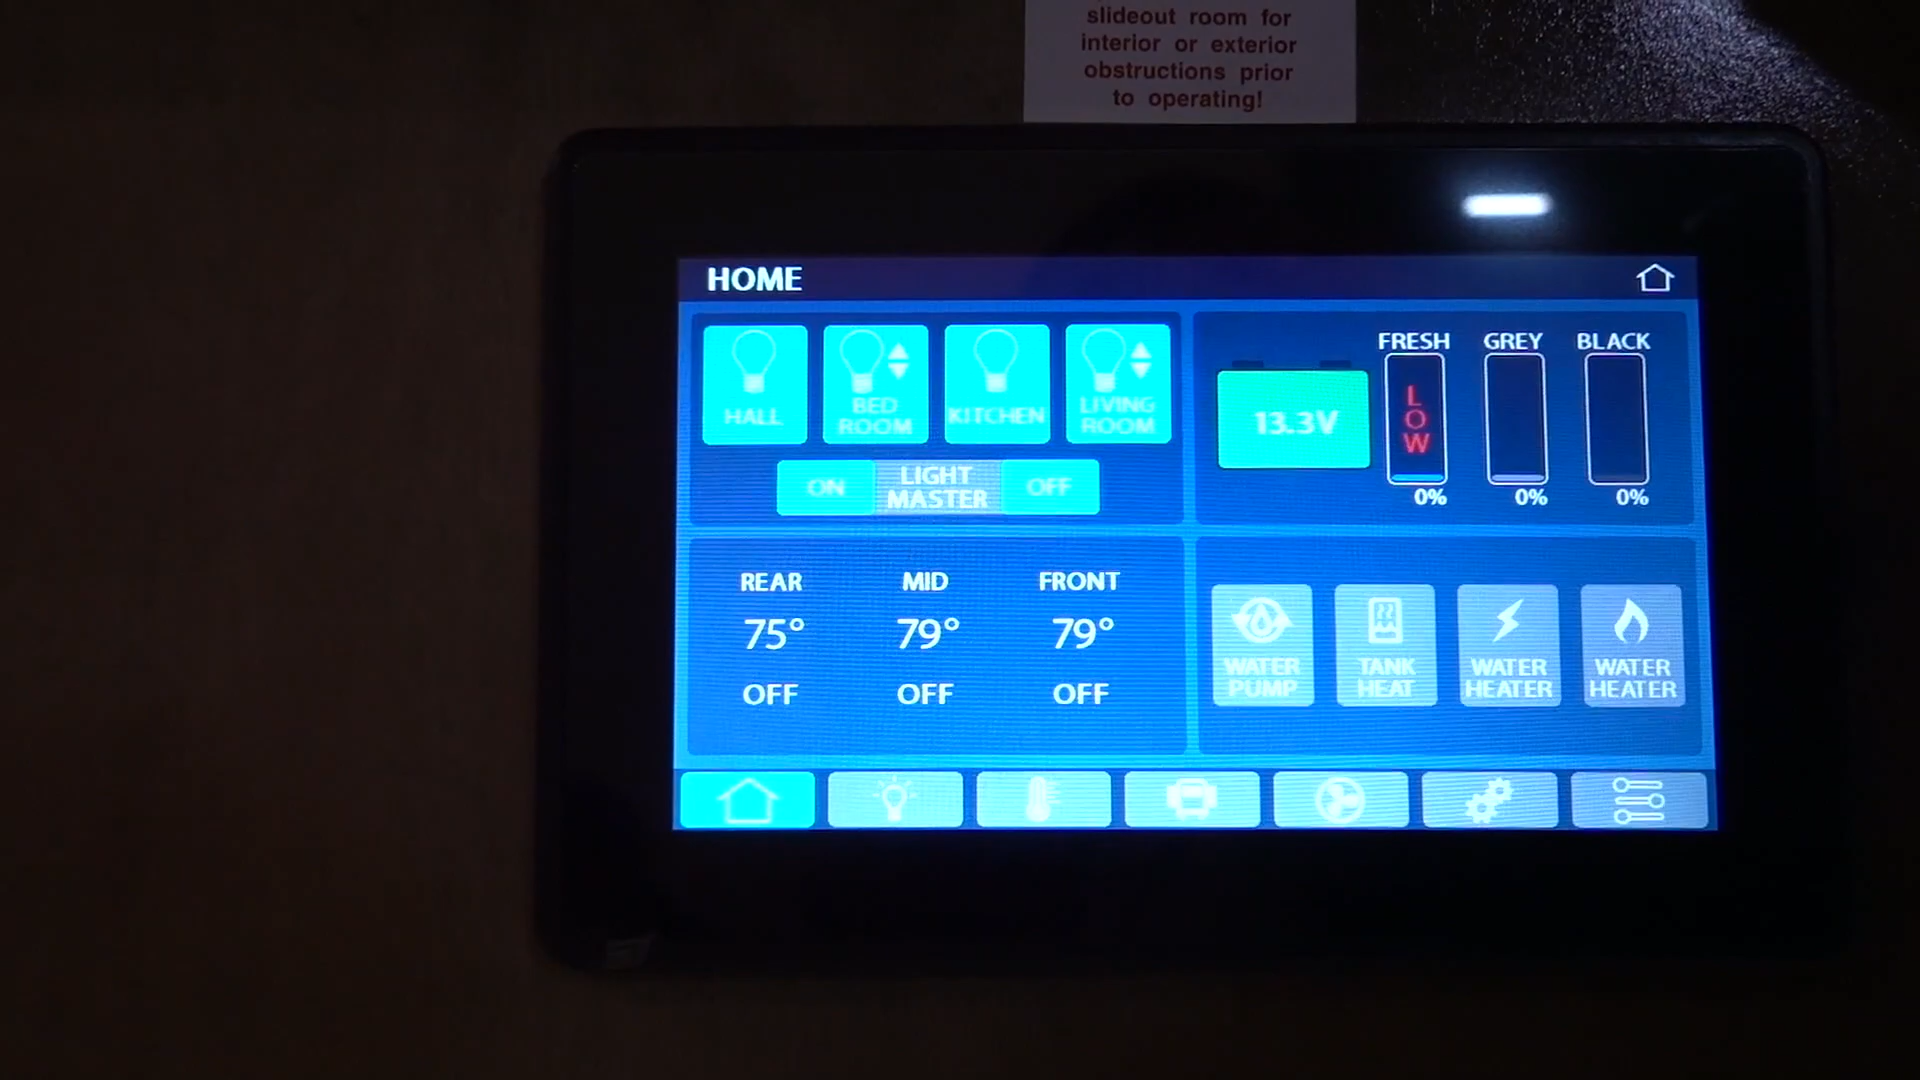 slideout room for
interior or exterior
obstructions prior
to operating!
HOME
HALL
BED
ROOM
KITCHEN
LIVING
ROOM
ON
LIGHT
MASTER
OFF
13.3V
FRESH
GREY
BLACK
LOW
0%
0%
0%
REAR
MID
FRONT
75°
79°
79°
OFF
OFF
OFF
WATER
PUMP
TANK
HEAT
WATER
HEATER
WATER
HEATER